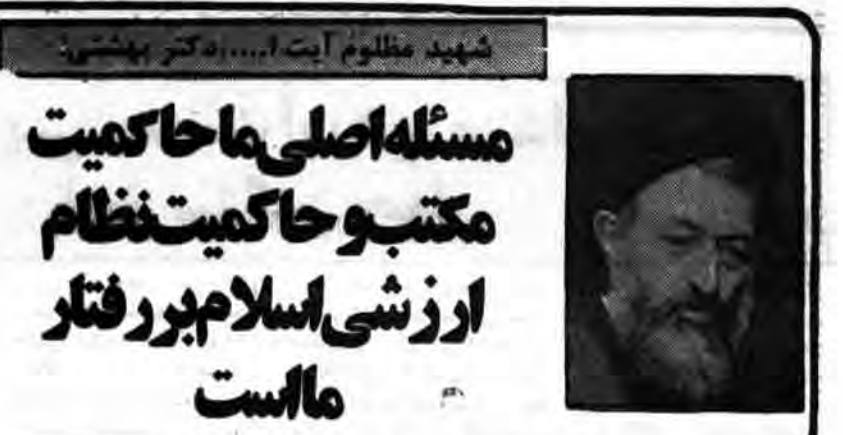 شهید مظلوم آیت ا.... دکتر بهشتی:
مسئله اصلی ما حاکمیت
مکتب و حاکمیت نظام
ارزشی اسلام بر رفتار
ما است